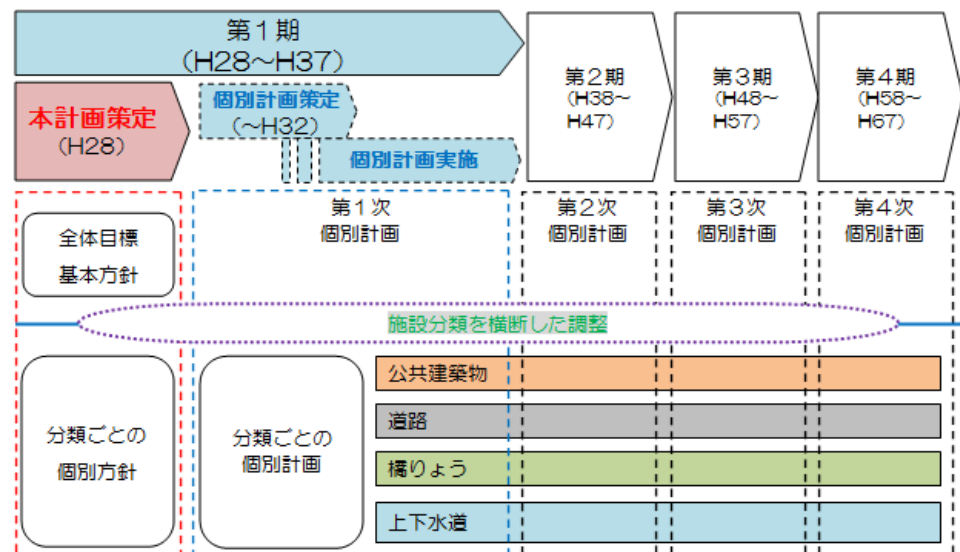 第1期
（H28～H37）
第2期
（H38～
H47）
第3期
（H48～
H57）
第4期
（H58～
H67）
本計画策定
（H28）
個別計画策定
（～H32）
個別計画実施
全体目標
基本方針
第1次
個別計画
第2次
個別計画
第3次
個別計画
第4次
個別計画
施設分類を横断した調整
分類ごとの
個別方針
分類ごとの
個別計画
公共建築物
道路
橋りょう
上下水道